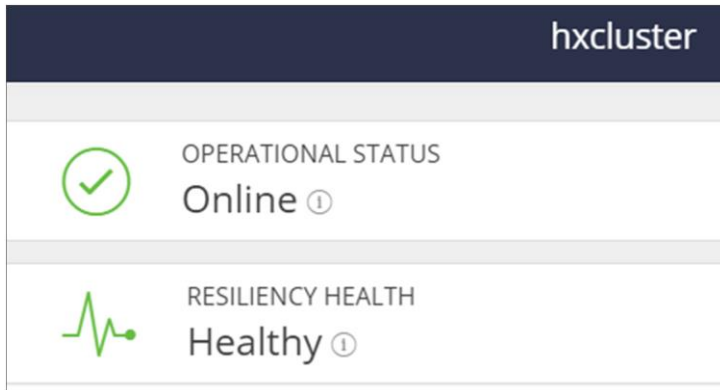 hxcluster
OPERATIONAL STATUS
Online
RESILIENCY HEALTH
Healthy